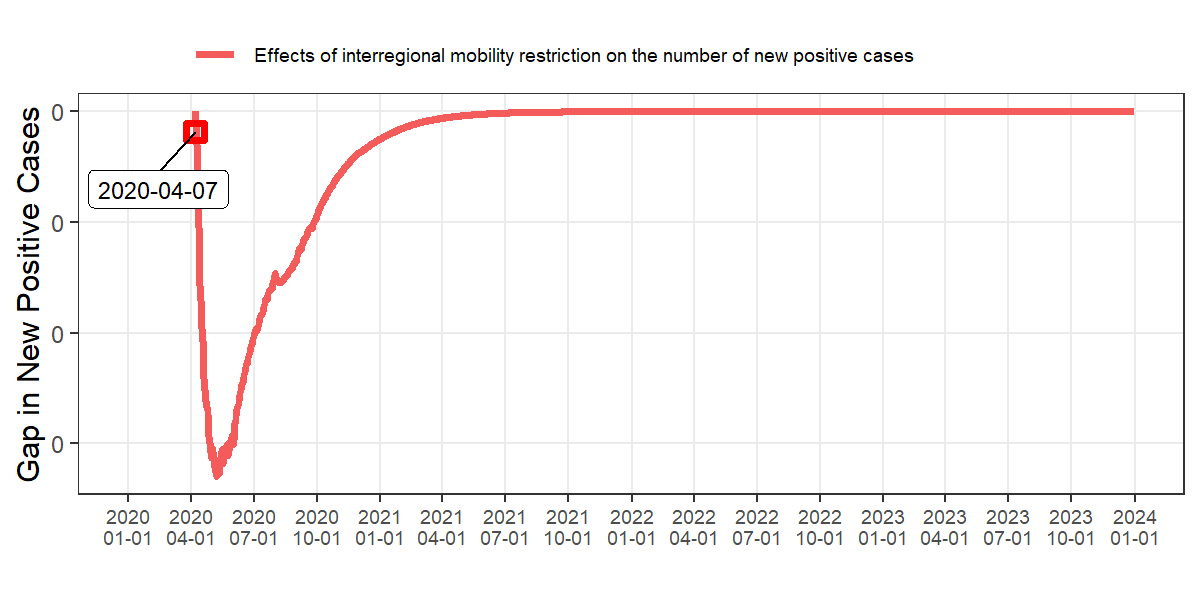 Effects of interregional mobility restriction on the number of new positive cases
Gap in New Positive Cases
0
0
0
0
2020-04-07
2020 2020 2020 2020 2021 2021 2021 2021 2022 2022 2022 2022 2023 2023 2023 2023 2024
01-01 04-01 07-01 10-01 01-01 04-01 07-01 10-01 01-01 04-01 07-01 10-01 01-01 04-01 07-01 10-01 01-01